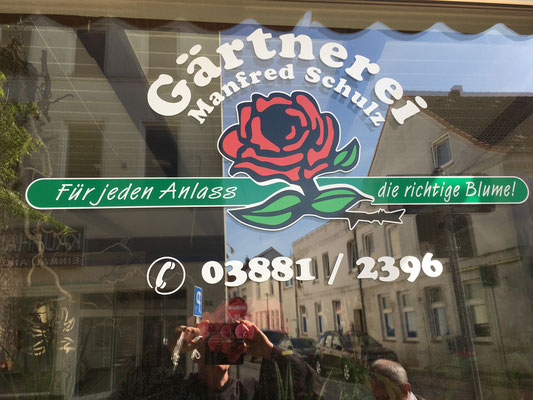 Gärtnerei
Manfred Schulz
Für jeden Anlass die richtige Blume!
03881 / 2396